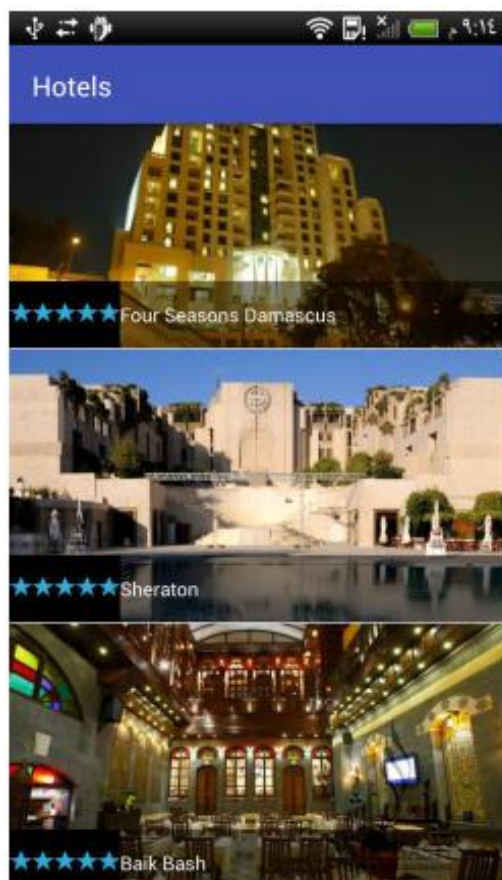 ٩:١٤ م
Hotels
Four Seasons Damascus
Sheraton
Baik Bash